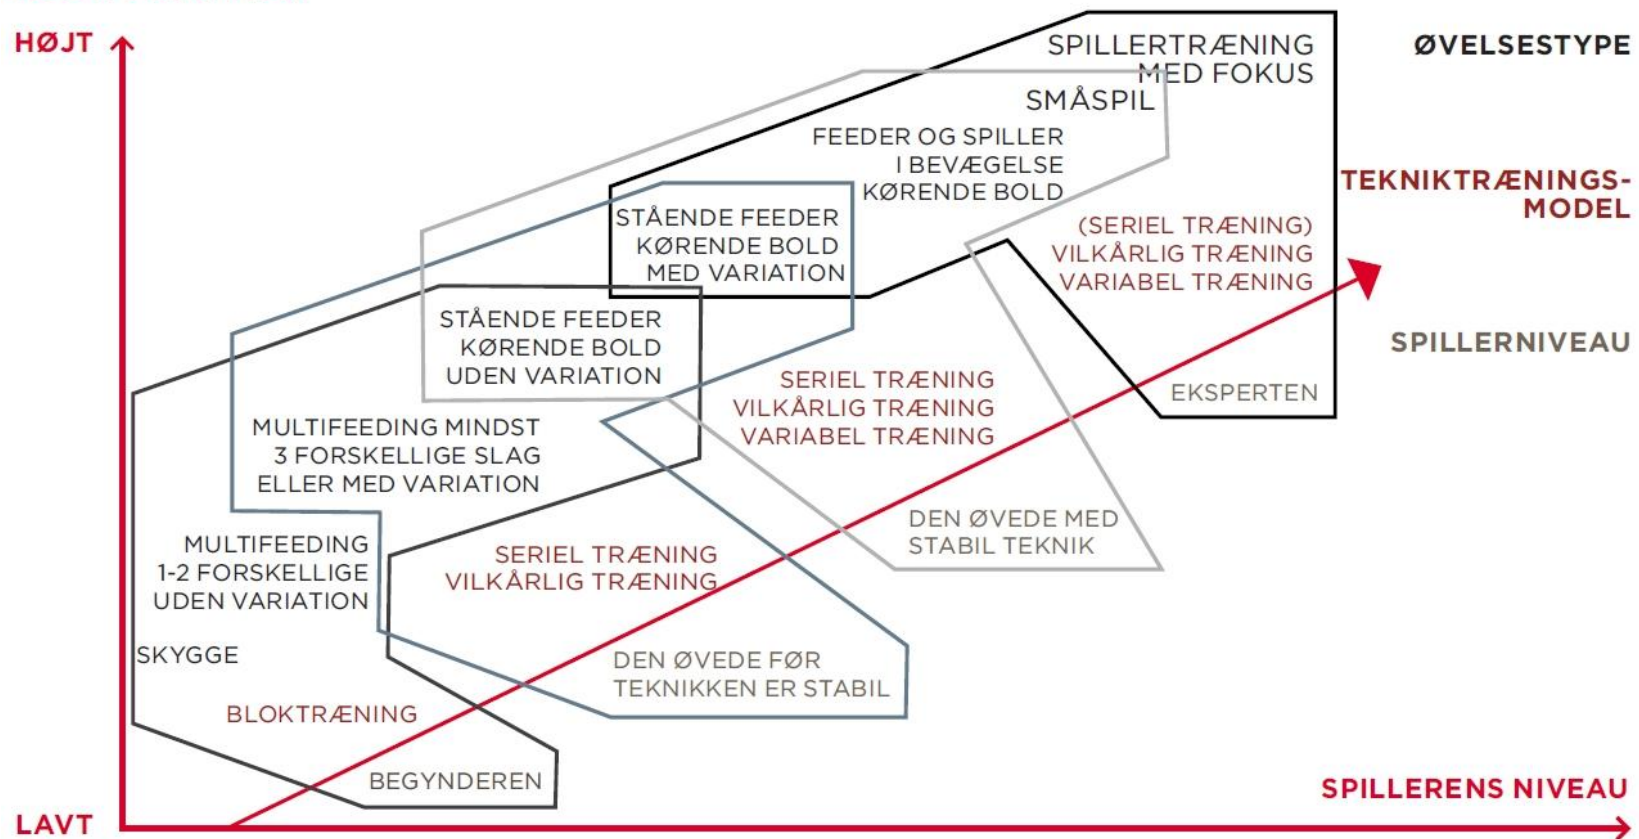 HØJT
SPILLERTRÆNING
MED FOKUS
ØVELSESTYPE
SMÅSPIL
FEEDER OG SPILLER
I BEVÆGELSE
KØRENDE BOLD
TEKNIKTRÆNINGS-
MODEL
STÅENDE FEEDER
KØRENDE BOLD
MED VARIATION
(SERIEL TRÆNING)
VILKÅRLIG TRÆNING
VARIABEL TRÆNING
STÅENDE FEEDER
KØRENDE BOLD
UDEN VARIATION
SPILLERNIVEAU
SERIEL TRÆNING
VILKÅRLIG TRÆNING
VARIABEL TRÆNING
EKSPERTEN
MULTIFEEDING MINDST
3 FORSKELLIGE SLAG
ELLER MED VARIATION
DEN ØVEDE MED
STABIL TEKNIK
MULTIFEEDING
1-2 FORSKELLIGE
UDEN VARIATION
SERIEL TRÆNING
VILKÅRLIG TRÆNING
SKYGGE
DEN ØVEDE FØR
TEKNIKKEN ER STABIL
BLOKTRÆNING
BEGYNDEREN
SPILLERENS NIVEAU
LAVT